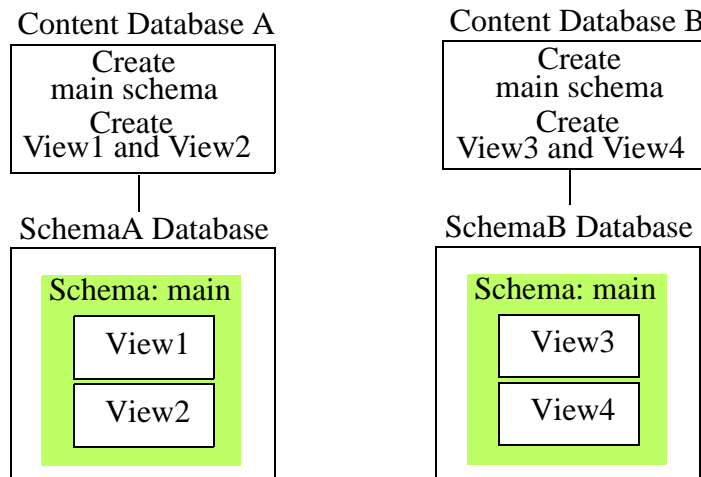 Content Database A
Create
main schema
Create
View1 and View2
SchemaA Database
Schema: main
View1
View2
Content Database B
Create
main schema
Create
View3 and View4
SchemaB Database
Schema: main
View3
View4